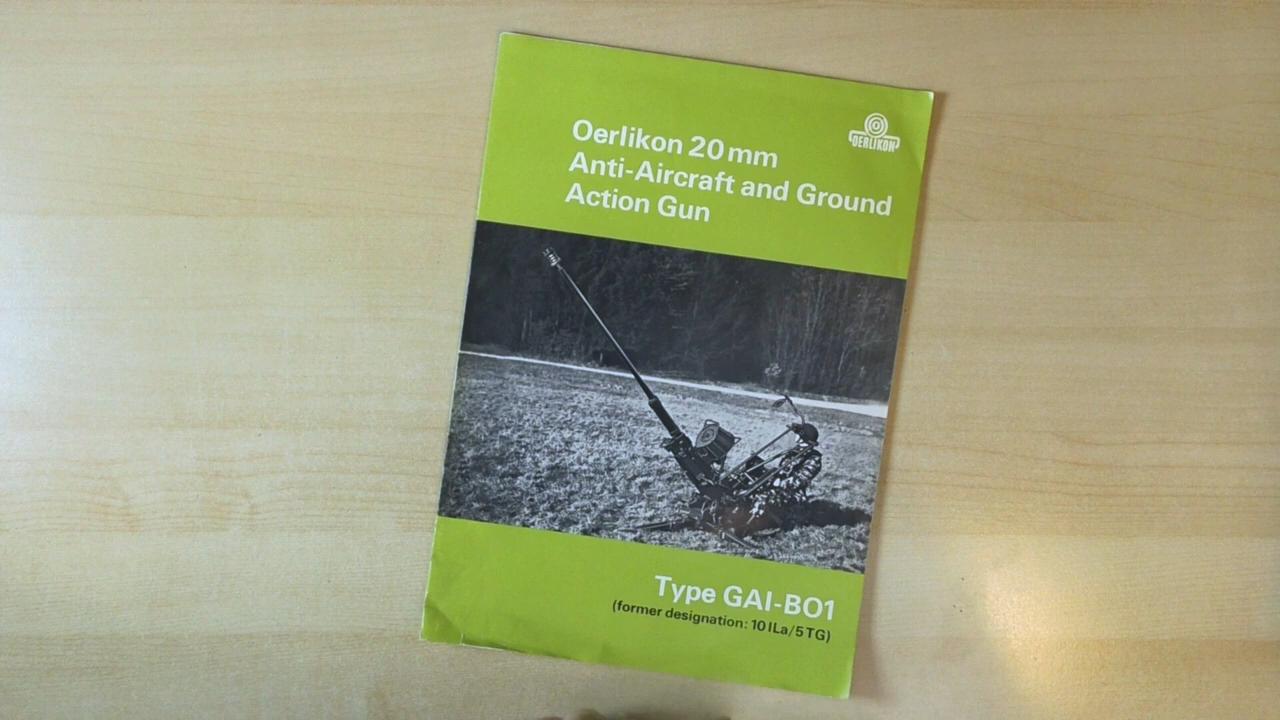 OERLIKON
Oerlikon 20 mm
Anti-Aircraft and Ground
Action Gun
Type GAI-BO1
(former designation: 10 ILa/5 TG)